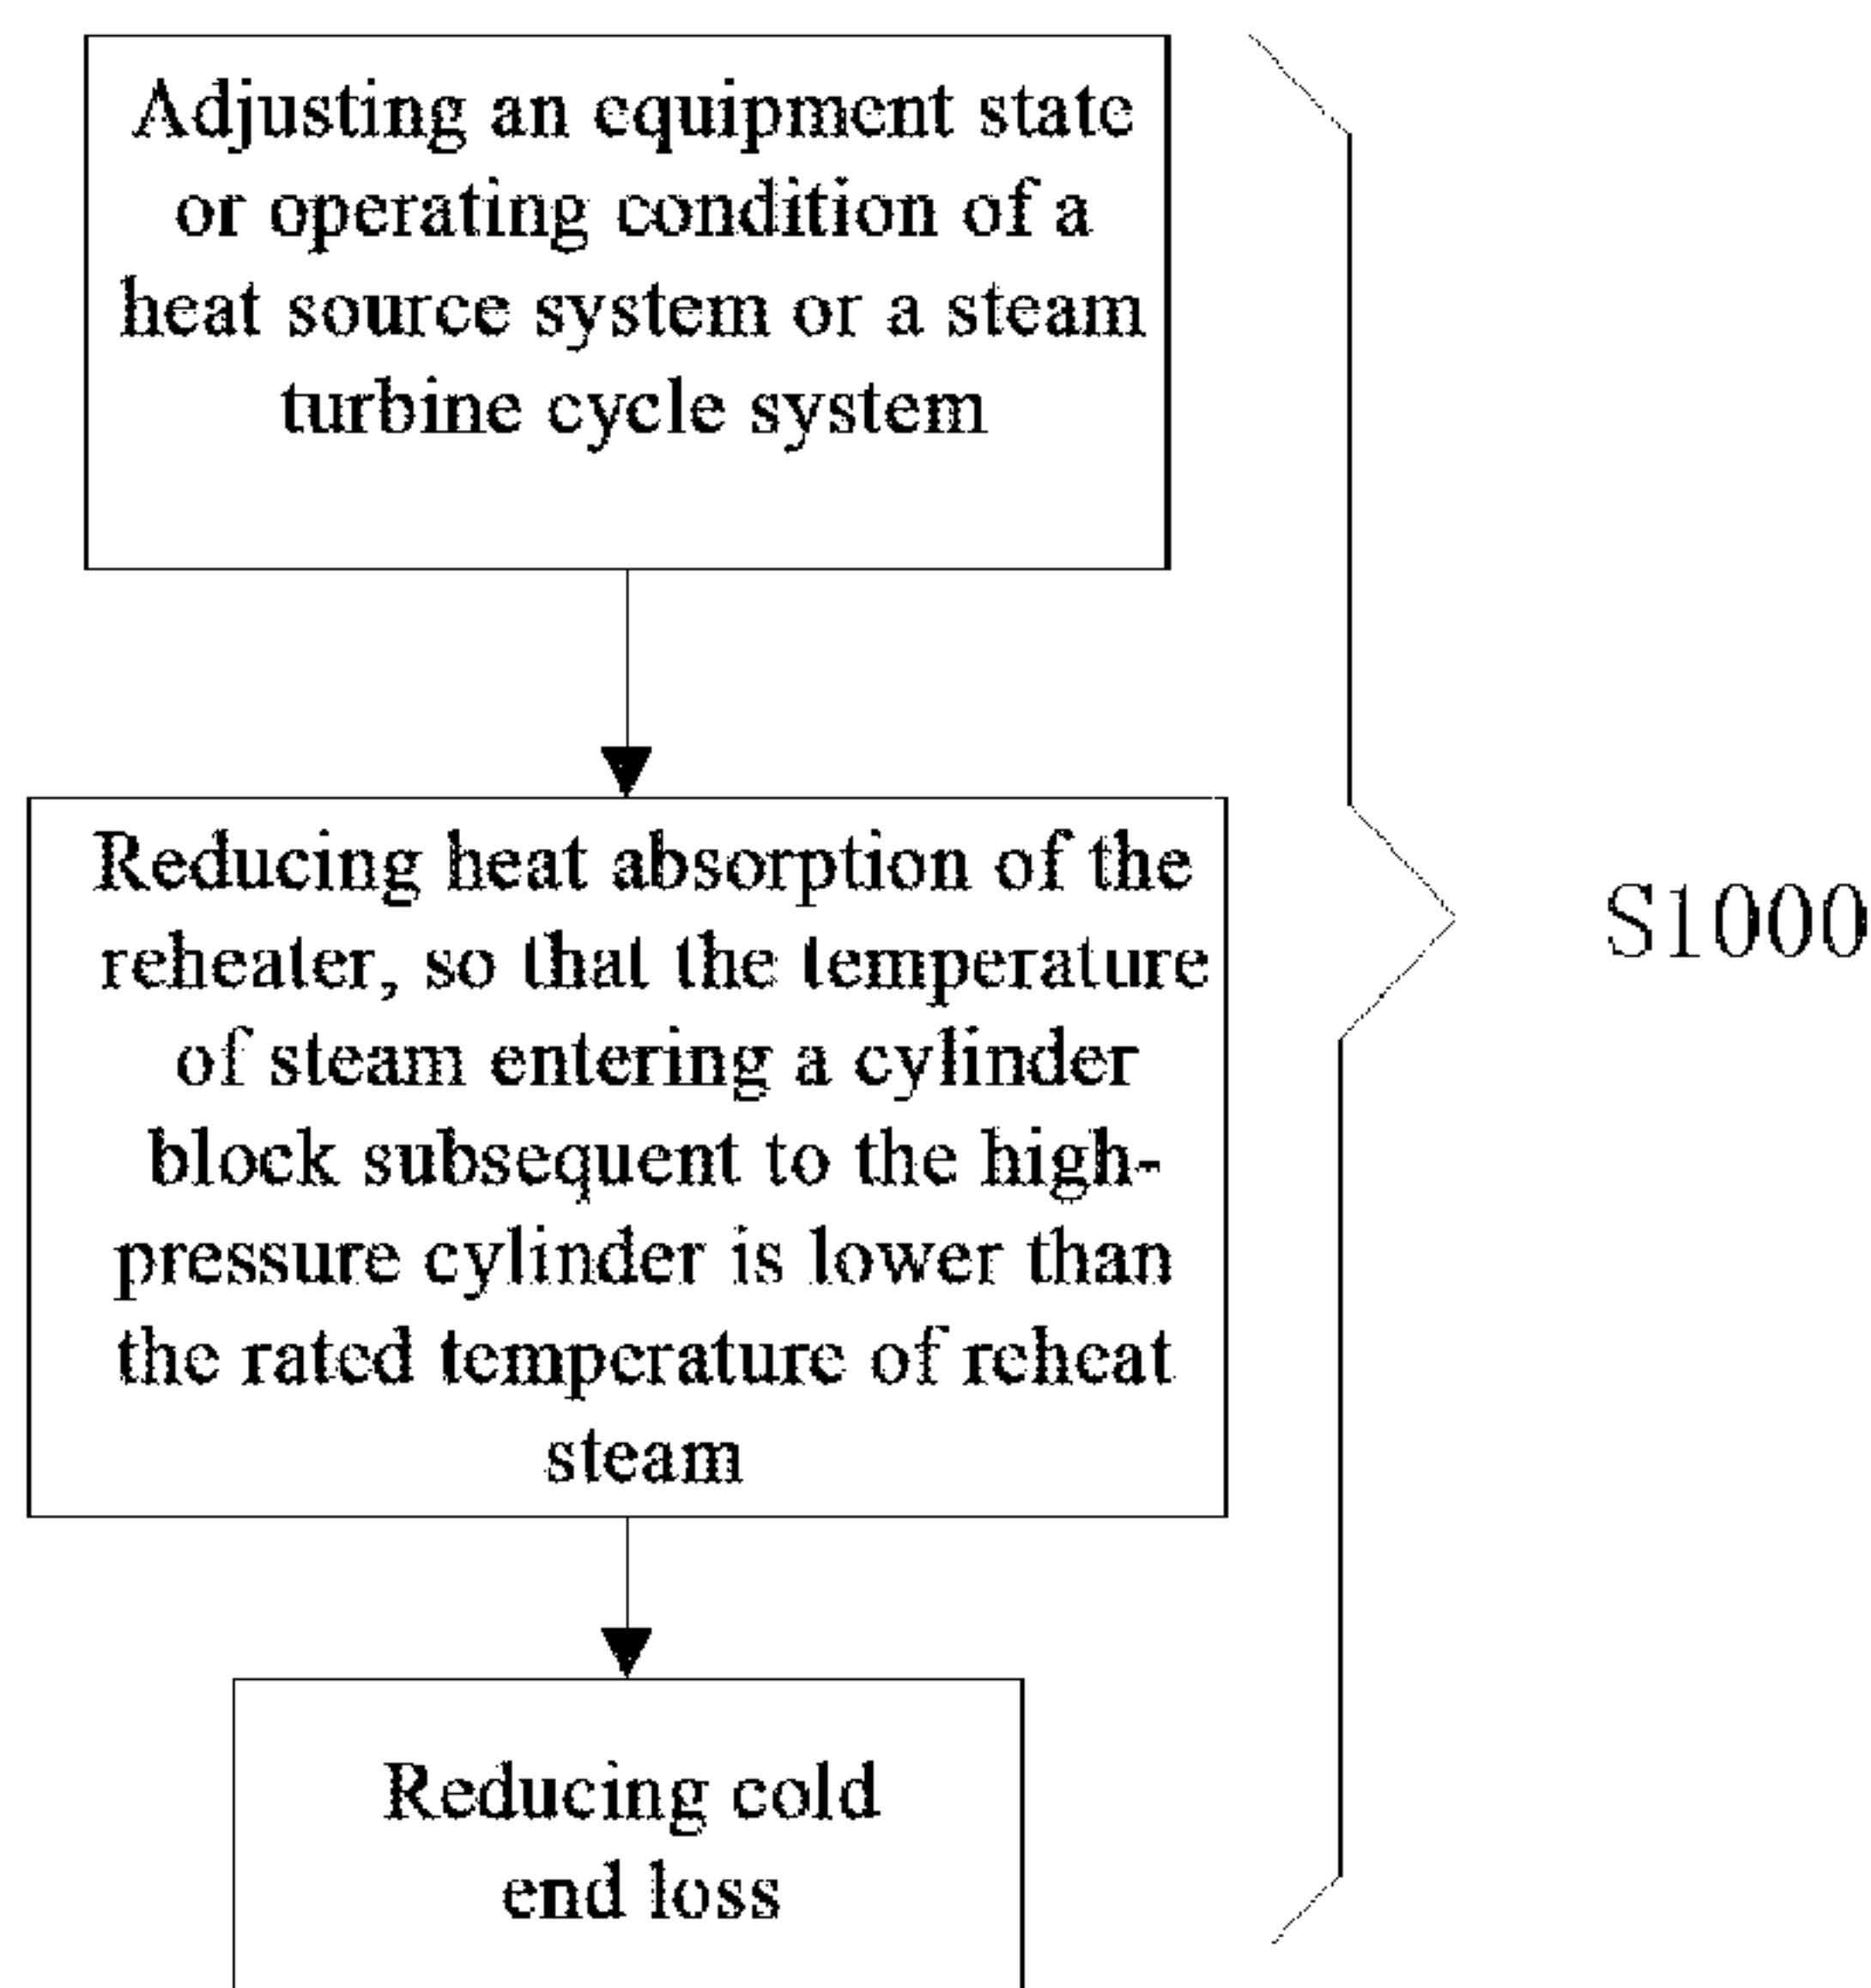 Adjusting an equipment state
or operating condition of a
heat source system or a steam
turbine cycle system
Reducing heat absorption of the
reheater, so that the temperature
of steam entering a cylinder
block subsequent to the high-
pressure cylinder is lower than
the rated temperature of reheat
steam
S1000
Reducing cold
end loss